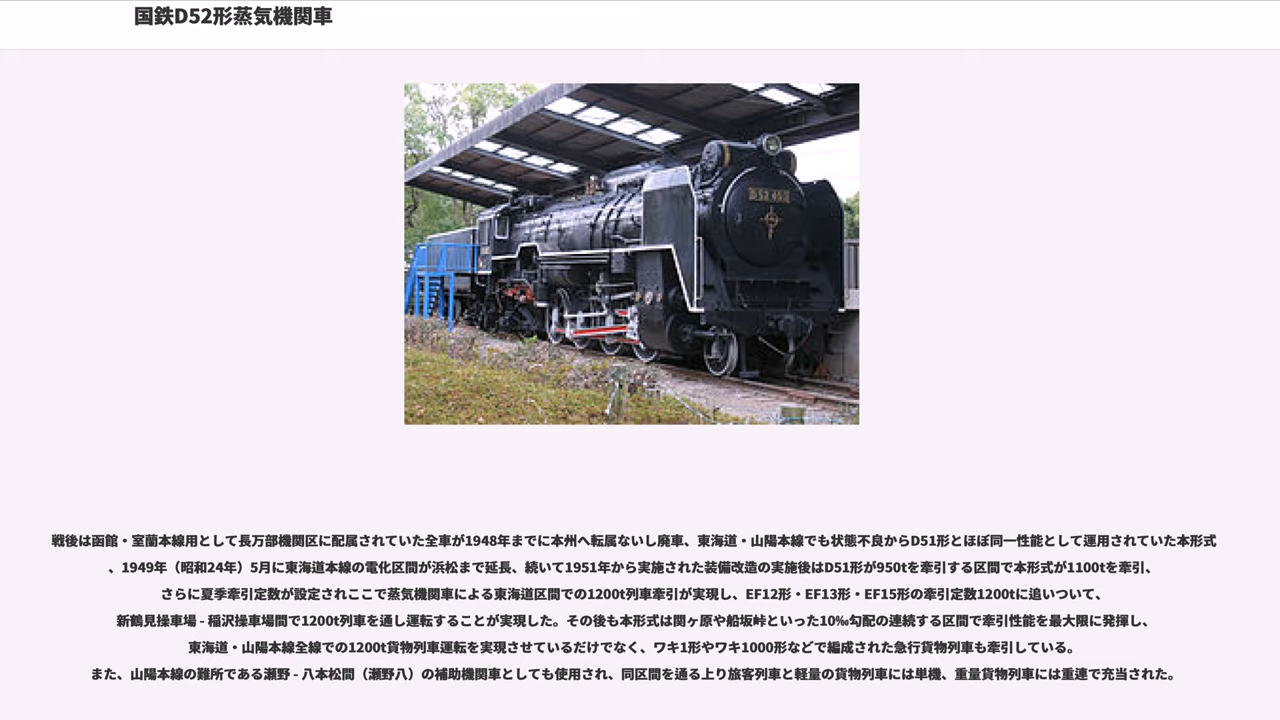 国鉄D52形蒸気機関車
戦後は函館・室蘭本線用として長万部機関区に配属されていた全車が1948年までに本州へ転属ないし廃車、東海道・山陽本線でも状態不良からD51形とほぼ同一性能として運用されていた本形式
、1949年（昭和24年）5月に東海道本線の電化区間が浜松まで延長、続いて1951年から実施された装備改造の実施後はD51形が950tを牽引する区間で本形式が1100tを牽引、
さらに夏季牽引定数が設定されここで蒸気機関車による東海道区間での1200t列車牽引が実現し、EF12形・EF13形・EF15形の牽引定数1200tに追いついて、
新鶴見操車場 - 稲沢操車場間で1200t列車を通し運転することが実現した。その後も本形式は関ヶ原や船坂峠といった10‰勾配の連続する区間で牽引性能を最大限に発揮し、
東海道・山陽本線全線での1200t貨物列車運転を実現させているだけでなく、ワキ1形やワキ1000形などで編成された急行貨物列車も牽引している。
また、山陽本線の難所である瀬野 - 八本松間（瀬野八）の補助機関車としても使用され、同区間を通る上り旅客列車と軽量の貨物列車には単機、重量貨物列車には重連で充当された。